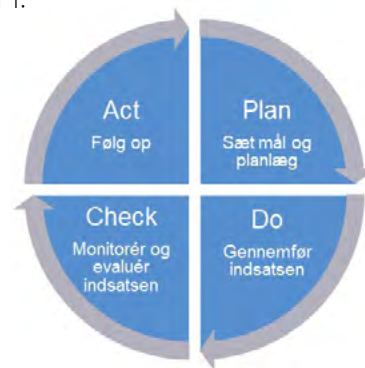 1.
Act
Følg op
Plan
Sæt mål og
planlæg
Check
Monitorér og
evaluér
indsatsen
Do
Gennemfør
indsatsen